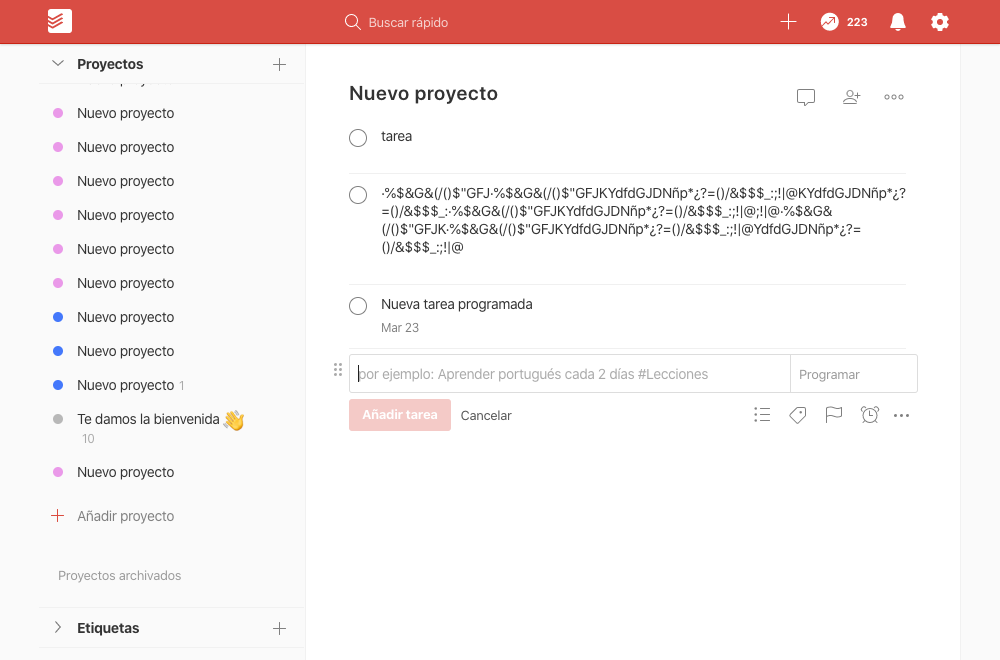 Buscar rápido
223
Proyectos
Nuevo proyecto
Nuevo proyecto
Nuevo proyecto
Nuevo proyecto
Nuevo proyecto
Nuevo proyecto
Nuevo proyecto
Nuevo proyecto
Nuevo proyecto 1
Te damos la bienvenida 👋
10
Nuevo proyecto
Añadir proyecto
Proyectos archivados
Etiquetas
Nuevo proyecto
tarea
·%$&G&(/()$"GFJ·%$&G&(/()$"GFJKYdfdGJDNñp*¿?=()/&$$$_:;!|@KYdfdGJDNñp*¿?
=()/&$$$_:·%$&G&(/()$"GFJKYdfdGJDNñp*¿?=()/&$$$_:;!|@;!|@·%$&G&
(/()$"GFJK·%$&G&(/()$"GFJKYdfdGJDNñp*¿?=()/&$$$_:;!|@YdfdGJDNñp*¿?=
()/&$$$_:;!|@
Nueva tarea programada
Mar 23
por ejemplo: Aprender portugués cada 2 días #Lecciones
Programar
Añadir tarea
Cancelar